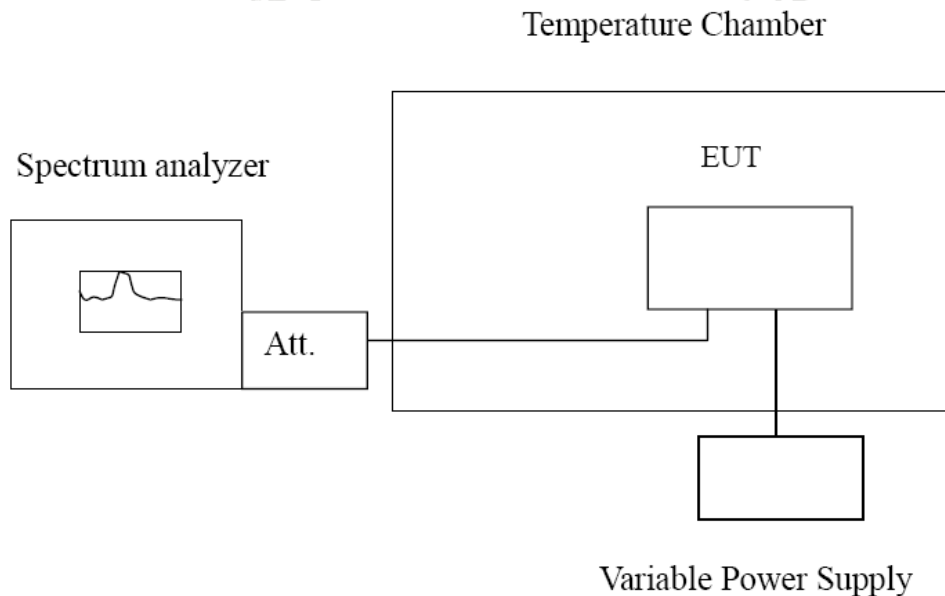 Temperature Chamber
Spectrum analyzer
EUT
Att.
Variable Power Supply